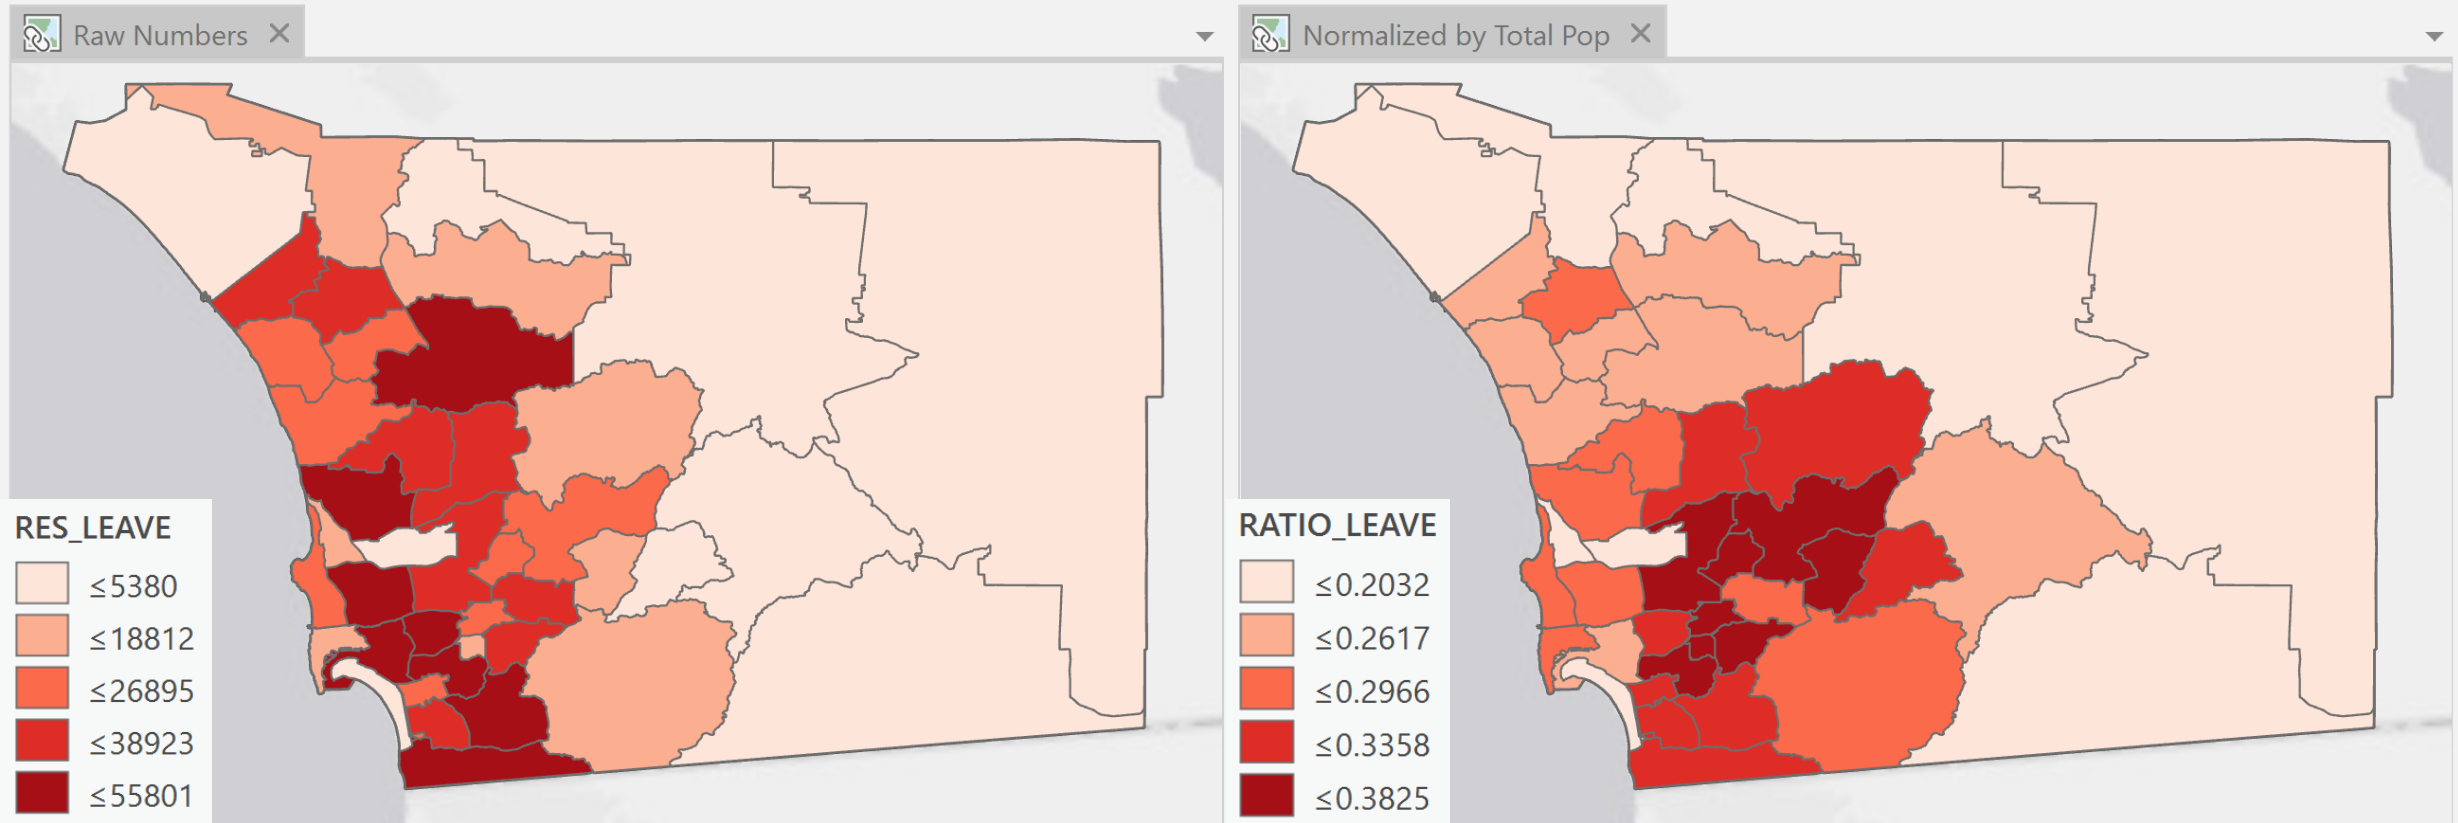 Raw Numbers
RES_LEAVE
≤5380
≤18812
≤26895
≤38923
≤55801
Normalized by Total Pop
RATIO_LEAVE
≤0.2032
≤0.2617
≤0.2966
≤0.3358
≤0.3825